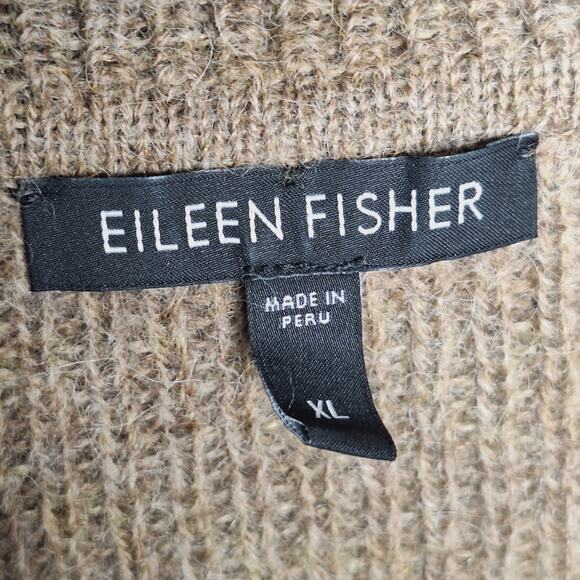 EILEEN FISHER
MADE IN
PERU
XL